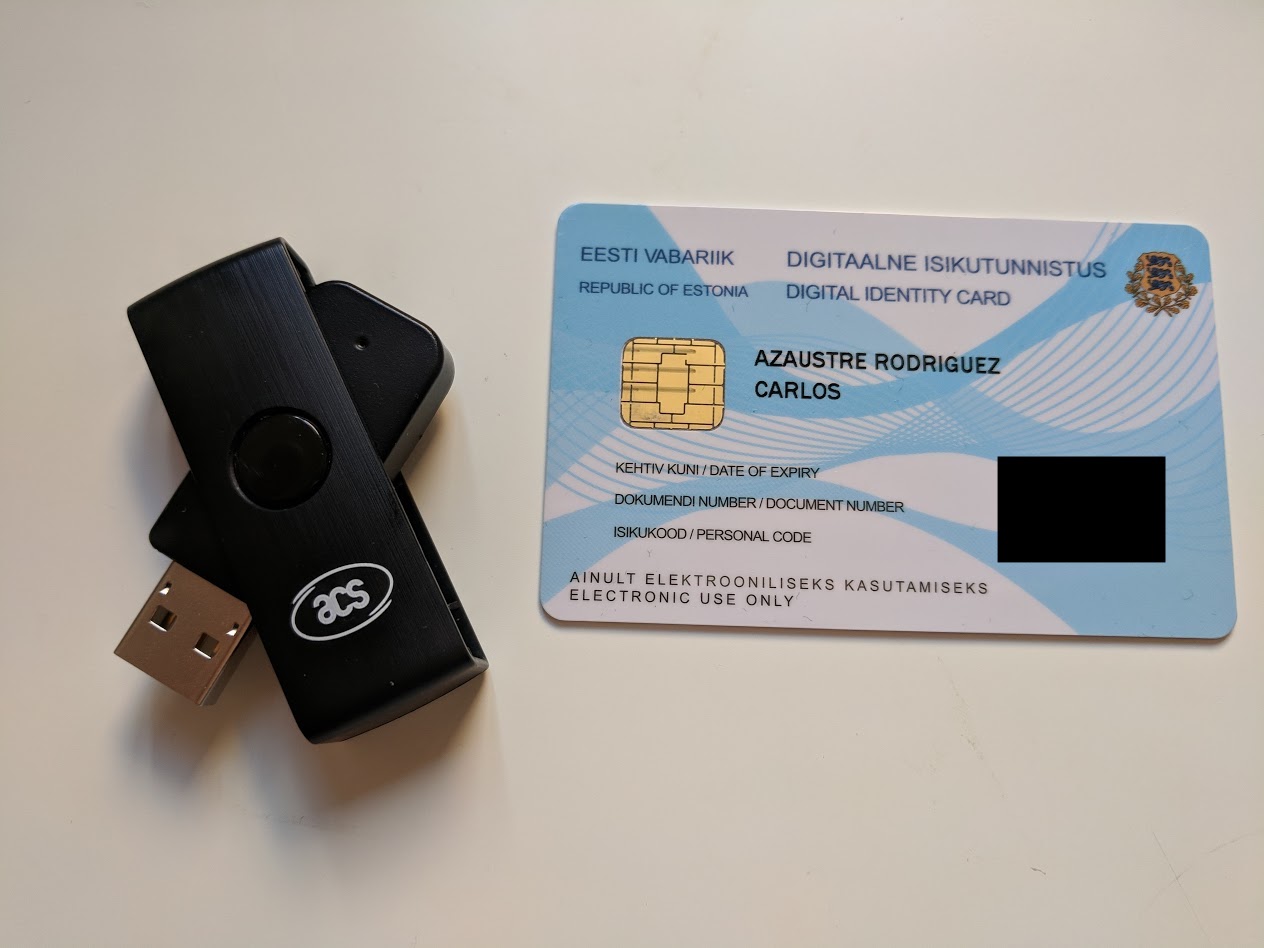 acs
EESTI VABARIIK
REPUBLIC OF ESTONIA
DIGITAALNE ISIKUTUNNISTUS
DIGITAL IDENTITY CARD
AZAUSTRE RODRIGUEZ
CARLOS
KEHTIV KUNI / DATE OF EXPIRY
DOKUMENDI NUMBER / DOCUMENT NUMBER
ISIKUKOOD / PERSONAL CODE
AINULT ELEKTROONILISEKS KASUTAMISEKS
ELECTRONIC USE ONLY